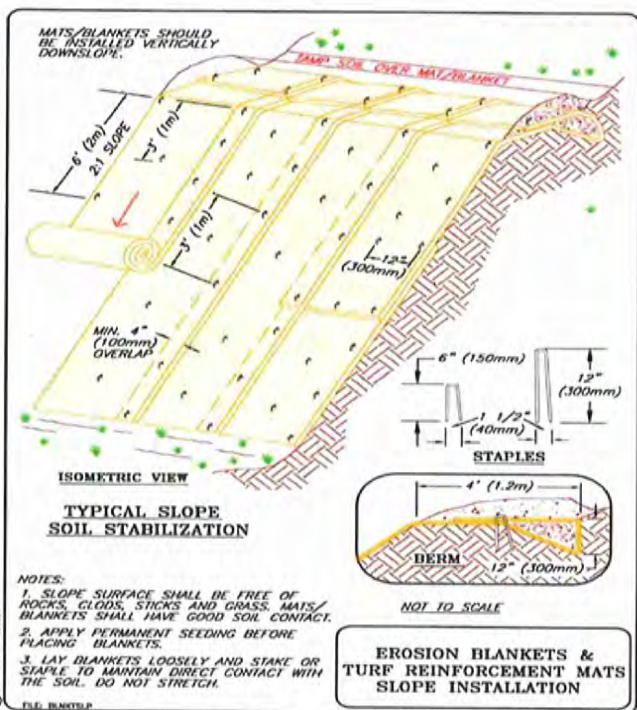 MATS/BLANKETS SHOULD
BE INSTALLED VERTICALLY
DOWNSLOPE.
TAMP SOIL OVER MAT/BLANKET
6' (2m)
2:1 SLOPE
3' (1m)
3' (1m)
12"
(300mm)
MIN. 4"
(100mm)
OVERLAP
6" (150mm)
12"
(300mm)
1 1/2"
(40mm)
STAPLES
ISOMETRIC VIEW
TYPICAL SLOPE
SOIL STABILIZATION
4' (1.2m)
BERM
12" (300mm)
NOT TO SCALE
NOTES:
1. SLOPE SURFACE SHALL BE FREE OF
ROCKS, CLODS, STICKS AND GRASS. MATS/
BLANKETS SHALL HAVE GOOD SOIL CONTACT.
2. APPLY PERMANENT SEEDING BEFORE
PLACING BLANKETS.
3. LAY BLANKETS LOOSELY AND STAKE OR
STAPLE TO MAINTAIN DIRECT CONTACT WITH
THE SOIL. DO NOT STRETCH.
FILE: BLNKTSLP
EROSION BLANKETS &
TURF REINFORCEMENT MATS
SLOPE INSTALLATION